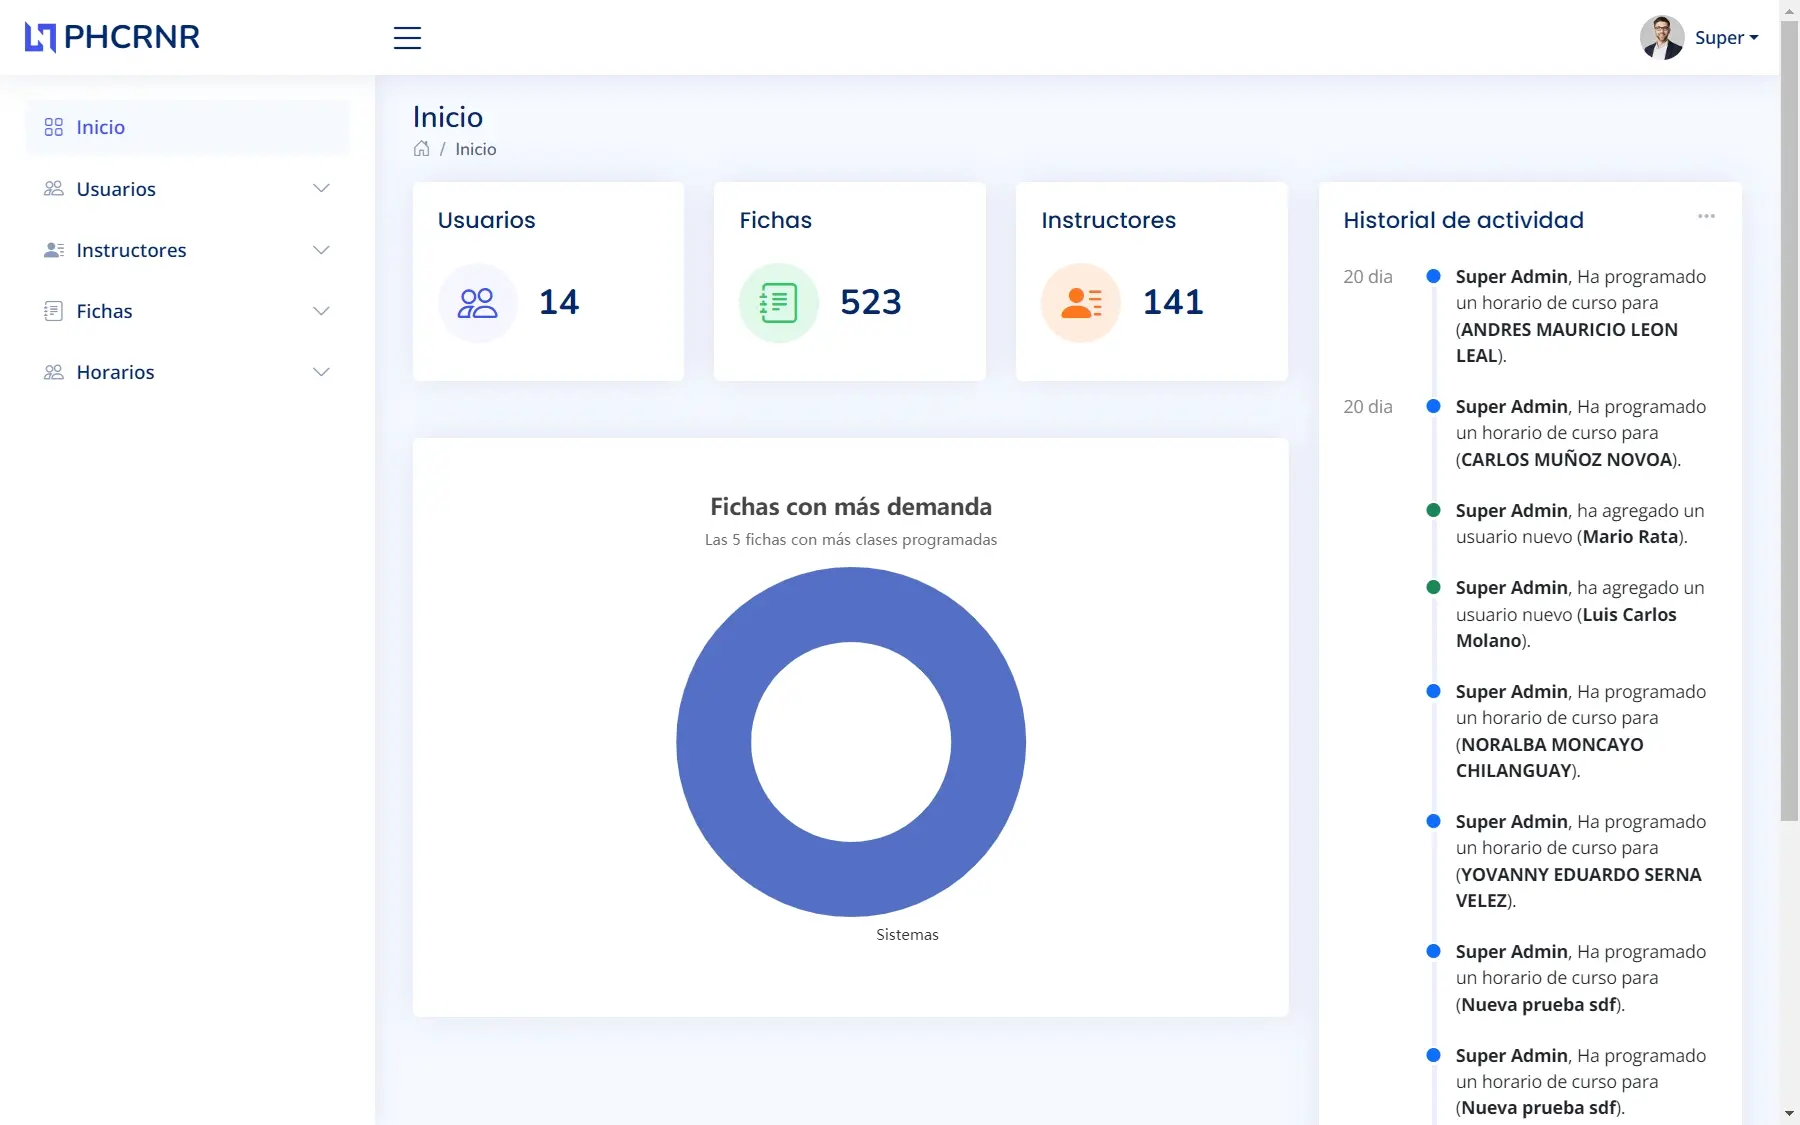 PHCRNR
Super
Inicio
Usuarios
Instructores
Fichas
Horarios
Inicio
/ Inicio
Usuarios
14
Fichas
523
Instructores
141
Fichas con más demanda
Las 5 fichas con más clases programadas
Sistemas
Historial de actividad
20 dia
Super Admin, Ha programado
un horario de curso para
(ANDRES MAURICIO LEON
LEAL).
20 dia
Super Admin, Ha programado
un horario de curso para
(CARLOS MUÑOZ NOVOA).
Super Admin, ha agregado un
usuario nuevo (Mario Rata).
Super Admin, ha agregado un
usuario nuevo (Luis Carlos
Molano).
Super Admin, Ha programado
un horario de curso para
(NORALBA MONCAYO
CHILANGUAY).
Super Admin, Ha programado
un horario de curso para
(YOVANNY EDUARDO SERNA
VELEZ).
Super Admin, Ha programado
un horario de curso para
(Nueva prueba sdf).
Super Admin, Ha programado
un horario de curso para
(Nueva prueba sdf).